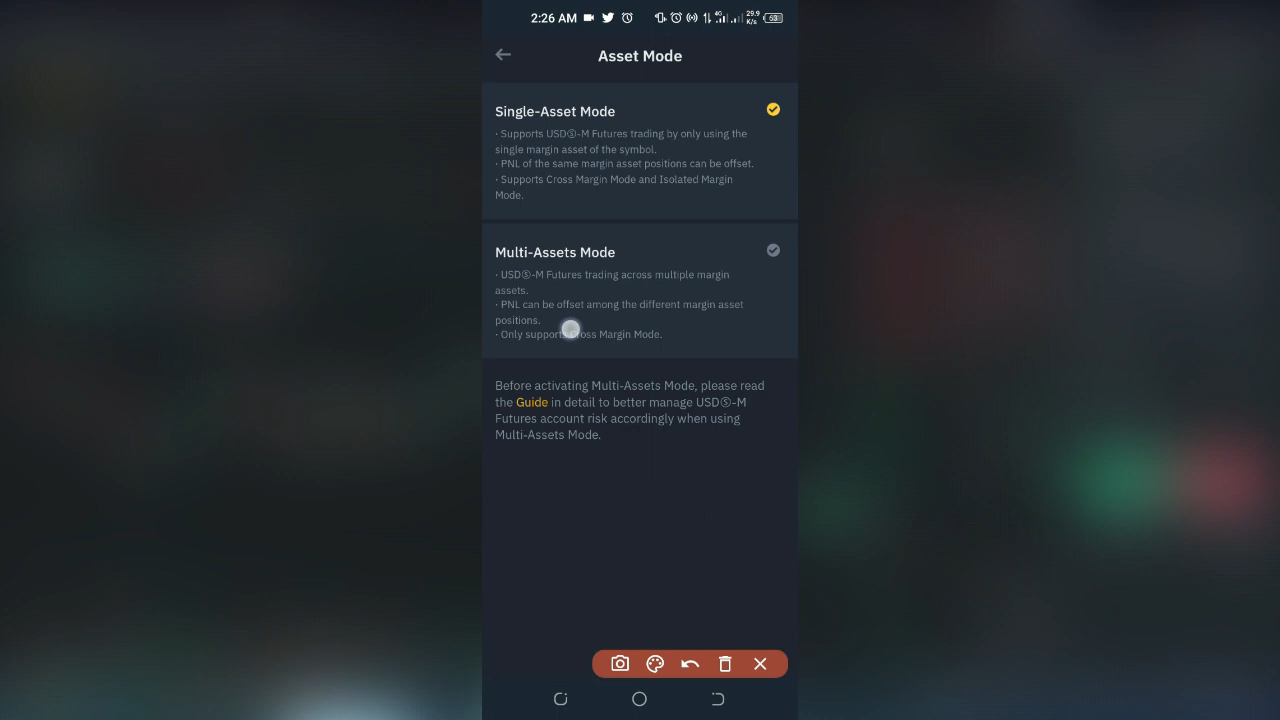 2:26 AM
4G
29.9
K/s
53
Asset Mode
Single-Asset Mode
· Supports USDⓈ-M Futures trading by only using the
single margin asset of the symbol.
· PNL of the same margin asset positions can be offset.
· Supports Cross Margin Mode and Isolated Margin
Mode.
Multi-Assets Mode
· USDⓈ-M Futures trading across multiple margin
assets.
· PNL can be offset among the different margin asset
positions.
· Only supports Cross Margin Mode.
Before activating Multi-Assets Mode, please read
the Guide in detail to better manage USDⓈ-M
Futures account risk accordingly when using
Multi-Assets Mode.